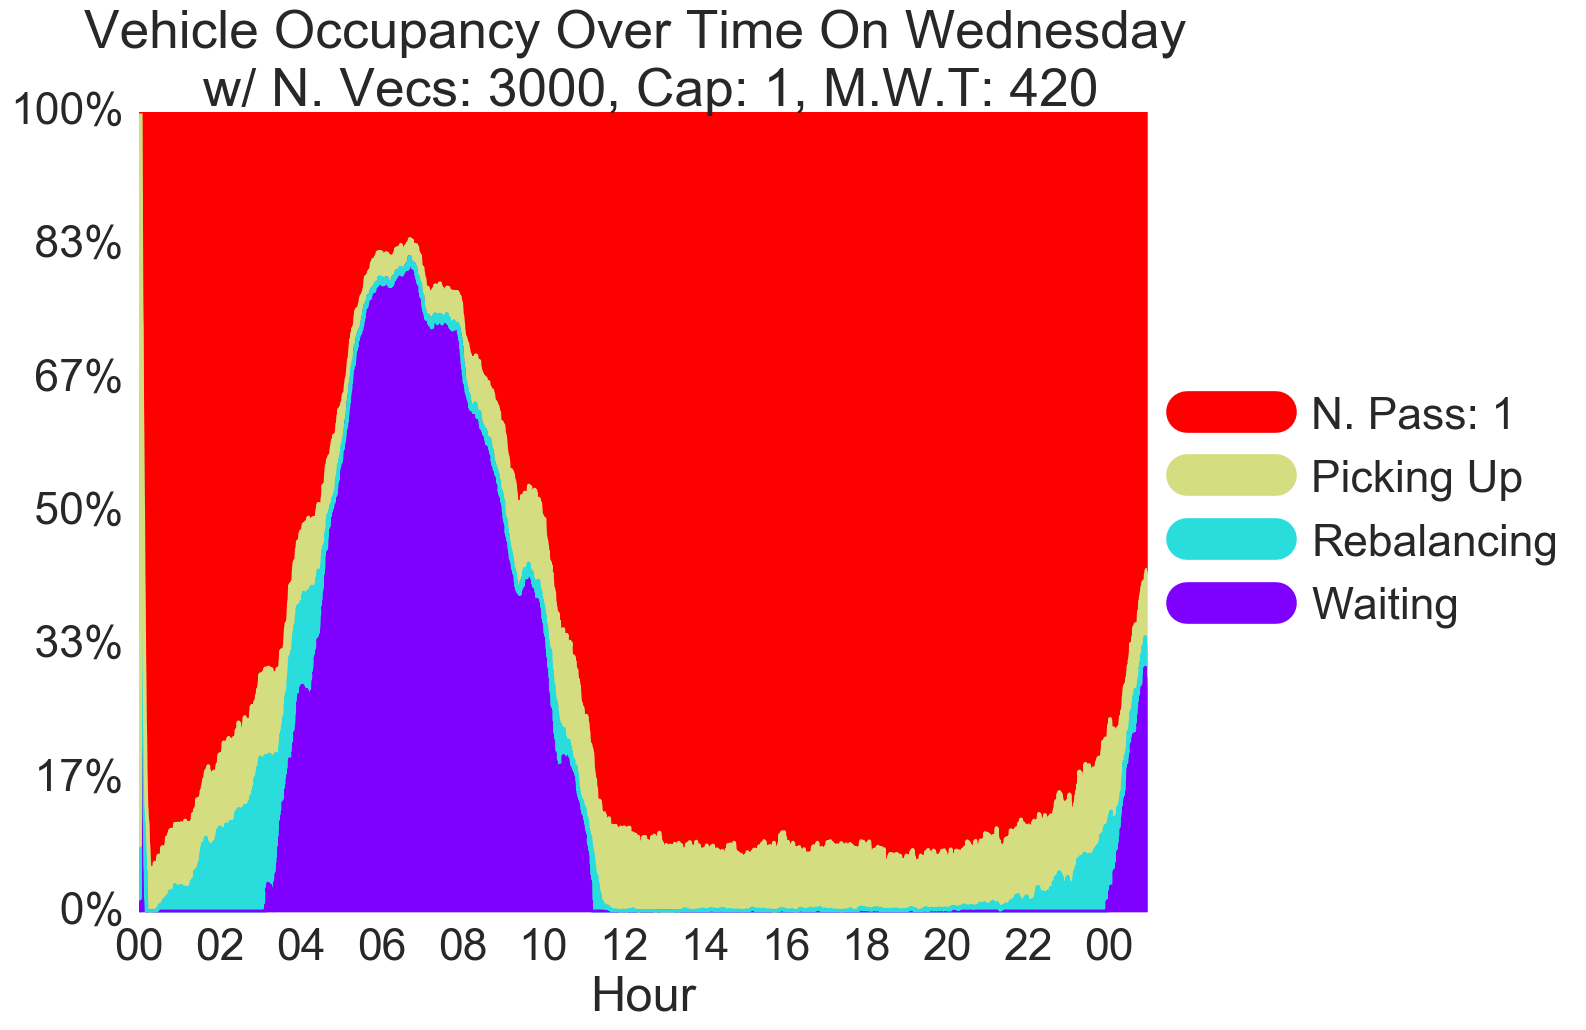 Vehicle Occupancy Over Time On Wednesday
w/ N. Vecs: 3000, Cap: 1, M.W.T: 420
100%
83%
67%
50%
33%
17%
0%
00 02 04 06 08 10 12 14 16 18 20 22 00
Hour
N. Pass: 1
Picking Up
Rebalancing
Waiting